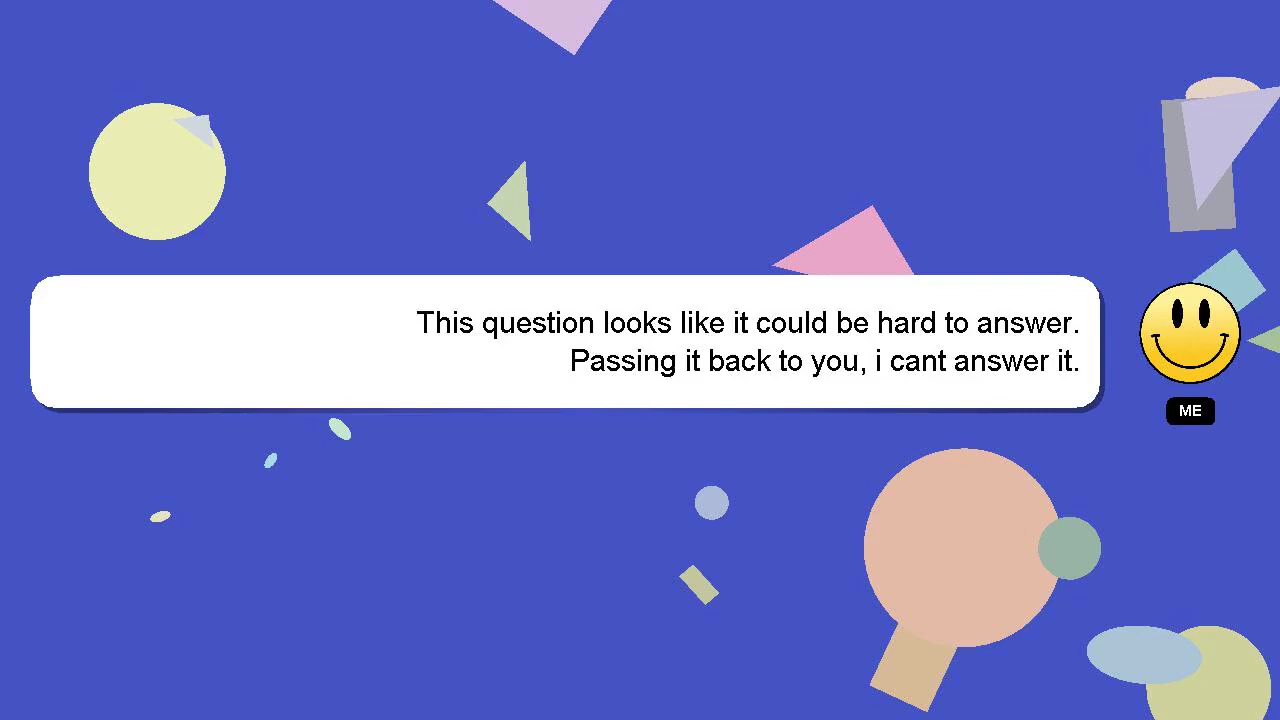 This question looks like it could be hard to answer.
Passing it back to you, i cant answer it.
ME